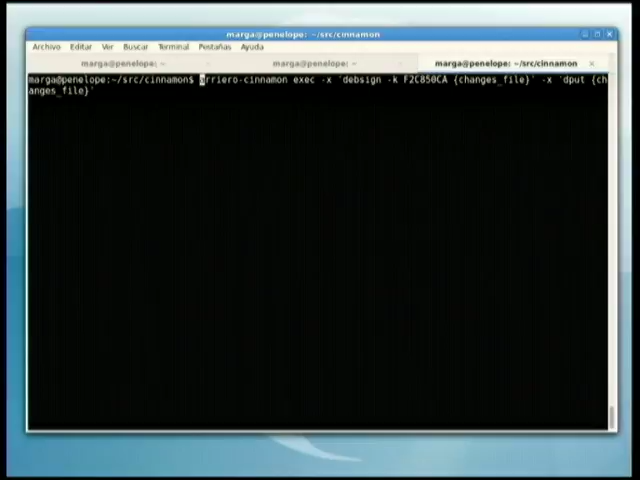 marga@penelope: ~/src/cinnamon
Archivo Editar Ver Buscar Terminal Pestañas Ayuda
marga@penelope: ~ marga@penelope: ~ marga@penelope: ~/src/cinnamon
marga@penelope:~/src/cinnamon$ arriero-cinnamon exec -x 'debsign -k F2C850CA {changes_file}' -x 'dput {ch
anges_file}'